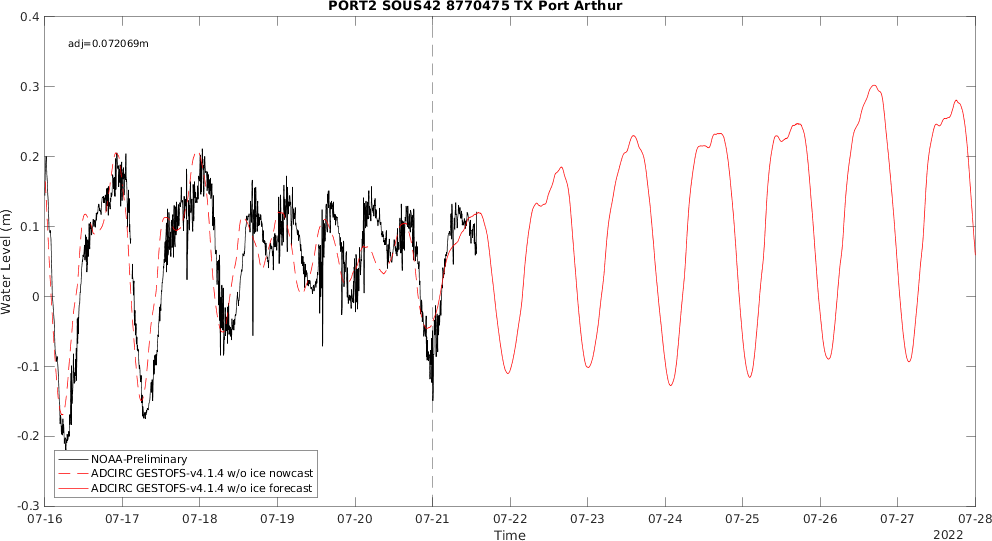 PORT2 SOUS42 8770475 TX Port Arthur
adj=0.072069m
0.4
0.3
0.2
0.1
0
-0.1
-0.2
-0.3
Water Level (m)
NOAA-Preliminary
ADCIRC GESTOFS-v4.1.4 w/o ice nowcast
ADCIRC GESTOFS-v4.1.4 w/o ice forecast
07-16 07-17 07-18 07-19 07-20 07-21 07-22 07-23 07-24 07-25 07-26 07-27 07-28
Time
2022